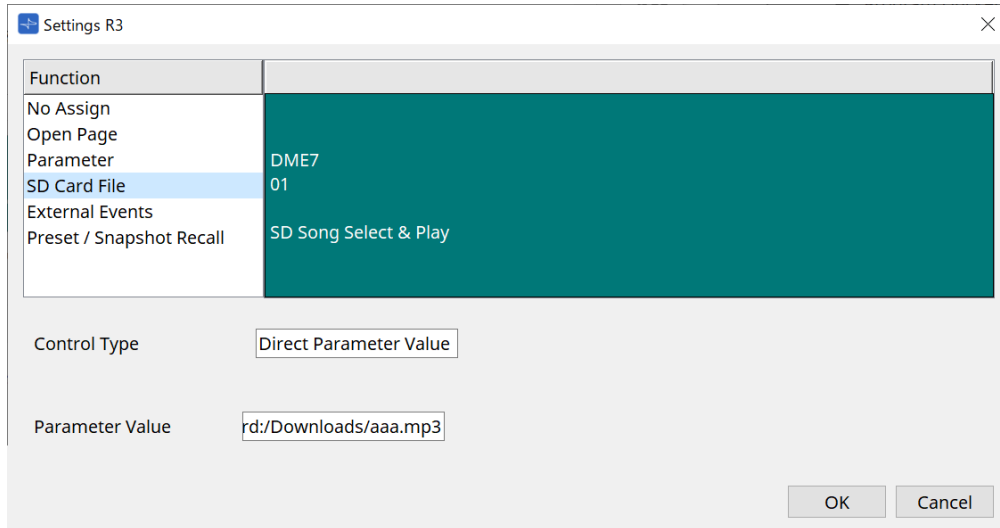 Settings R3
Function
No Assign
Open Page
Parameter
SD Card File
External Events
Preset / Snapshot Recall
DME7
01
SD Song Select & Play
Control Type
Direct Parameter Value
Parameter Value
rd:/Downloads/aaa.mp3
OK
Cancel